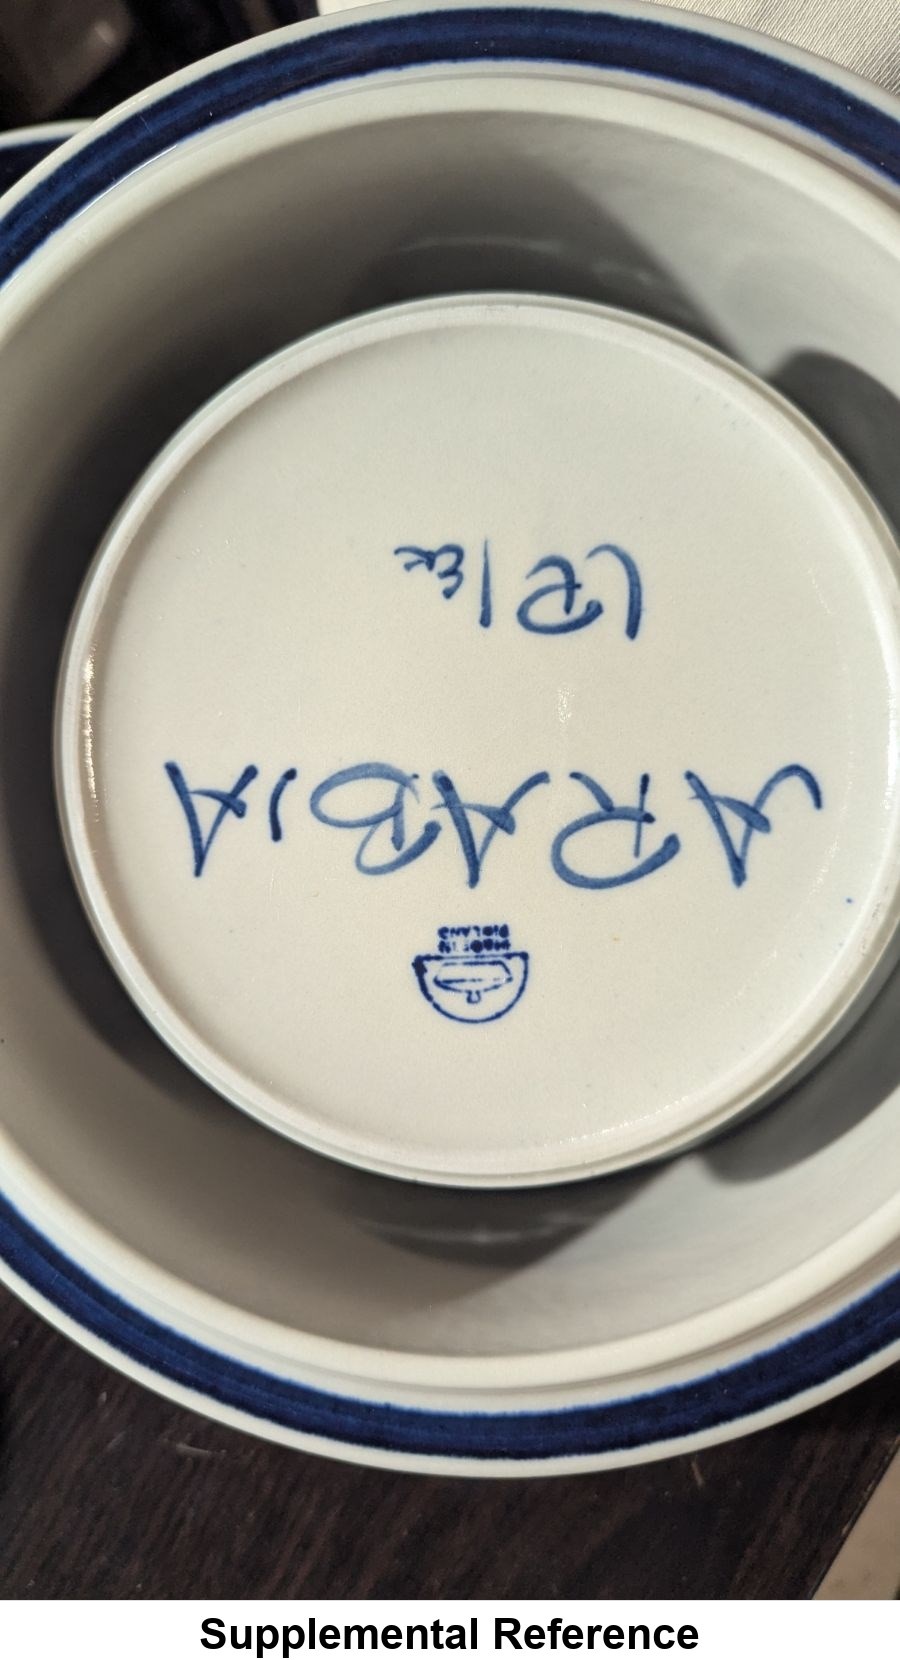 MADE IN
FINLAND
ARABIA
Supplemental Reference